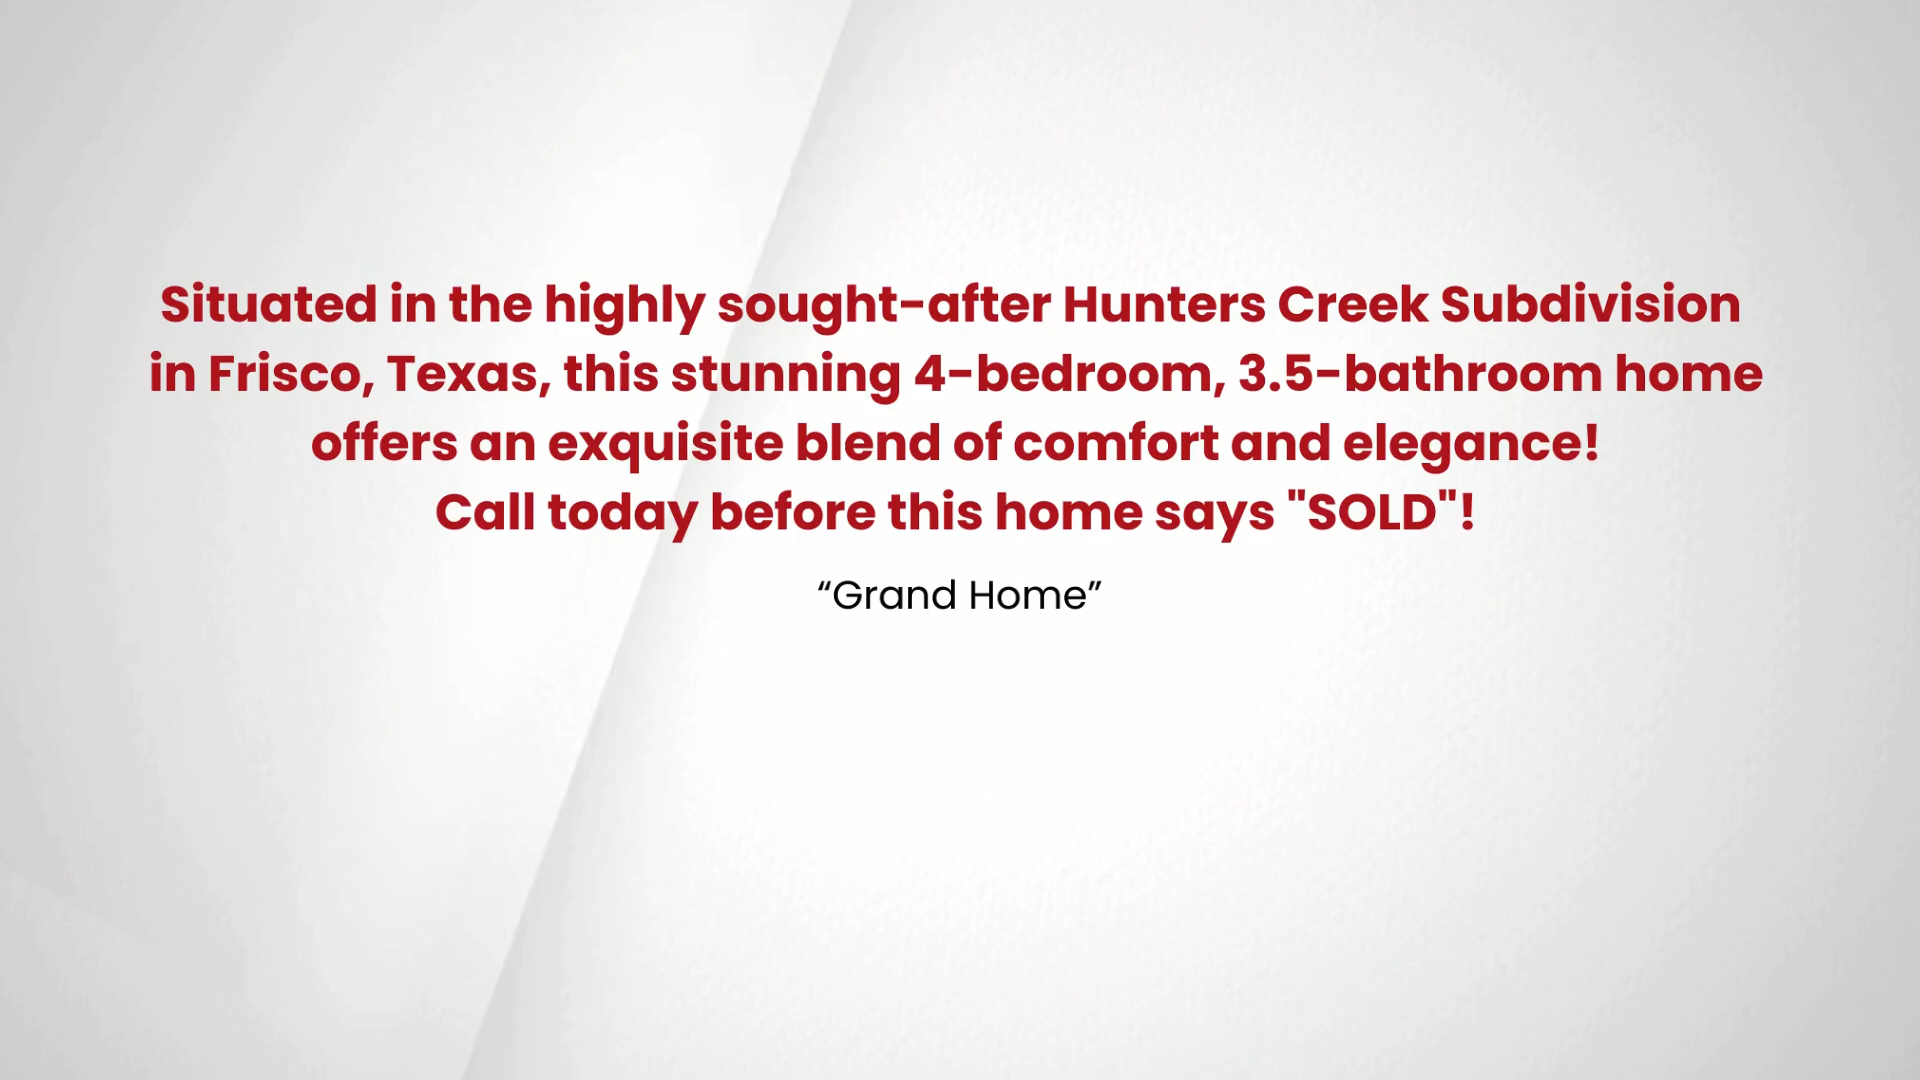 Situated in the highly sought-after Hunters Creek Subdivision
in Frisco, Texas, this stunning 4-bedroom, 3.5-bathroom home
offers an exquisite blend of comfort and elegance!
Call today before this home says "SOLD"!
“Grand Home”